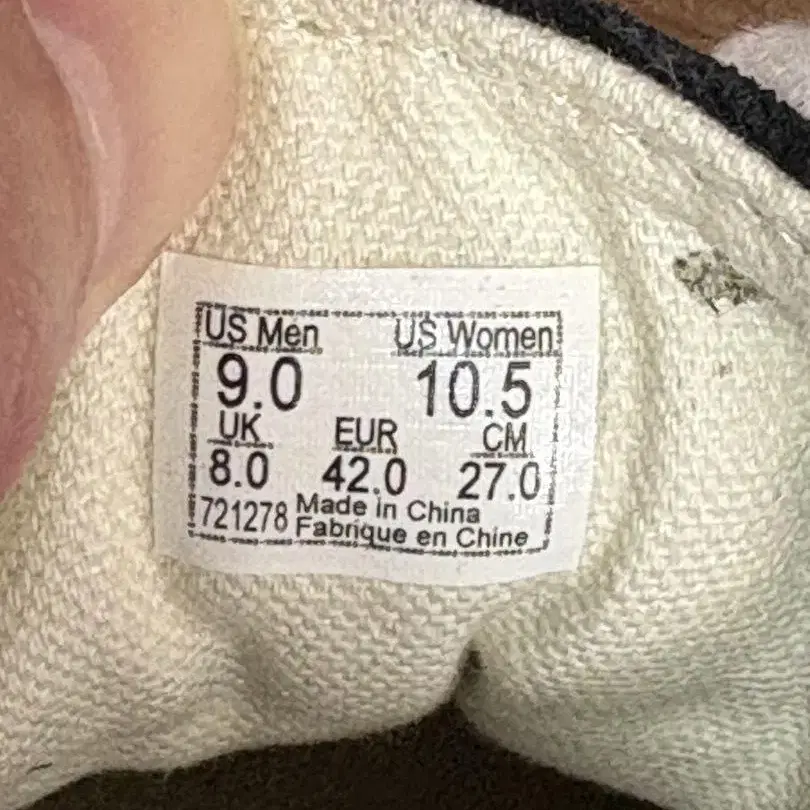 US Men US Women
9.0 10.5
UK EUR CM
8.0 42.0 27.0
721278 Made in China
Fabrique en Chine